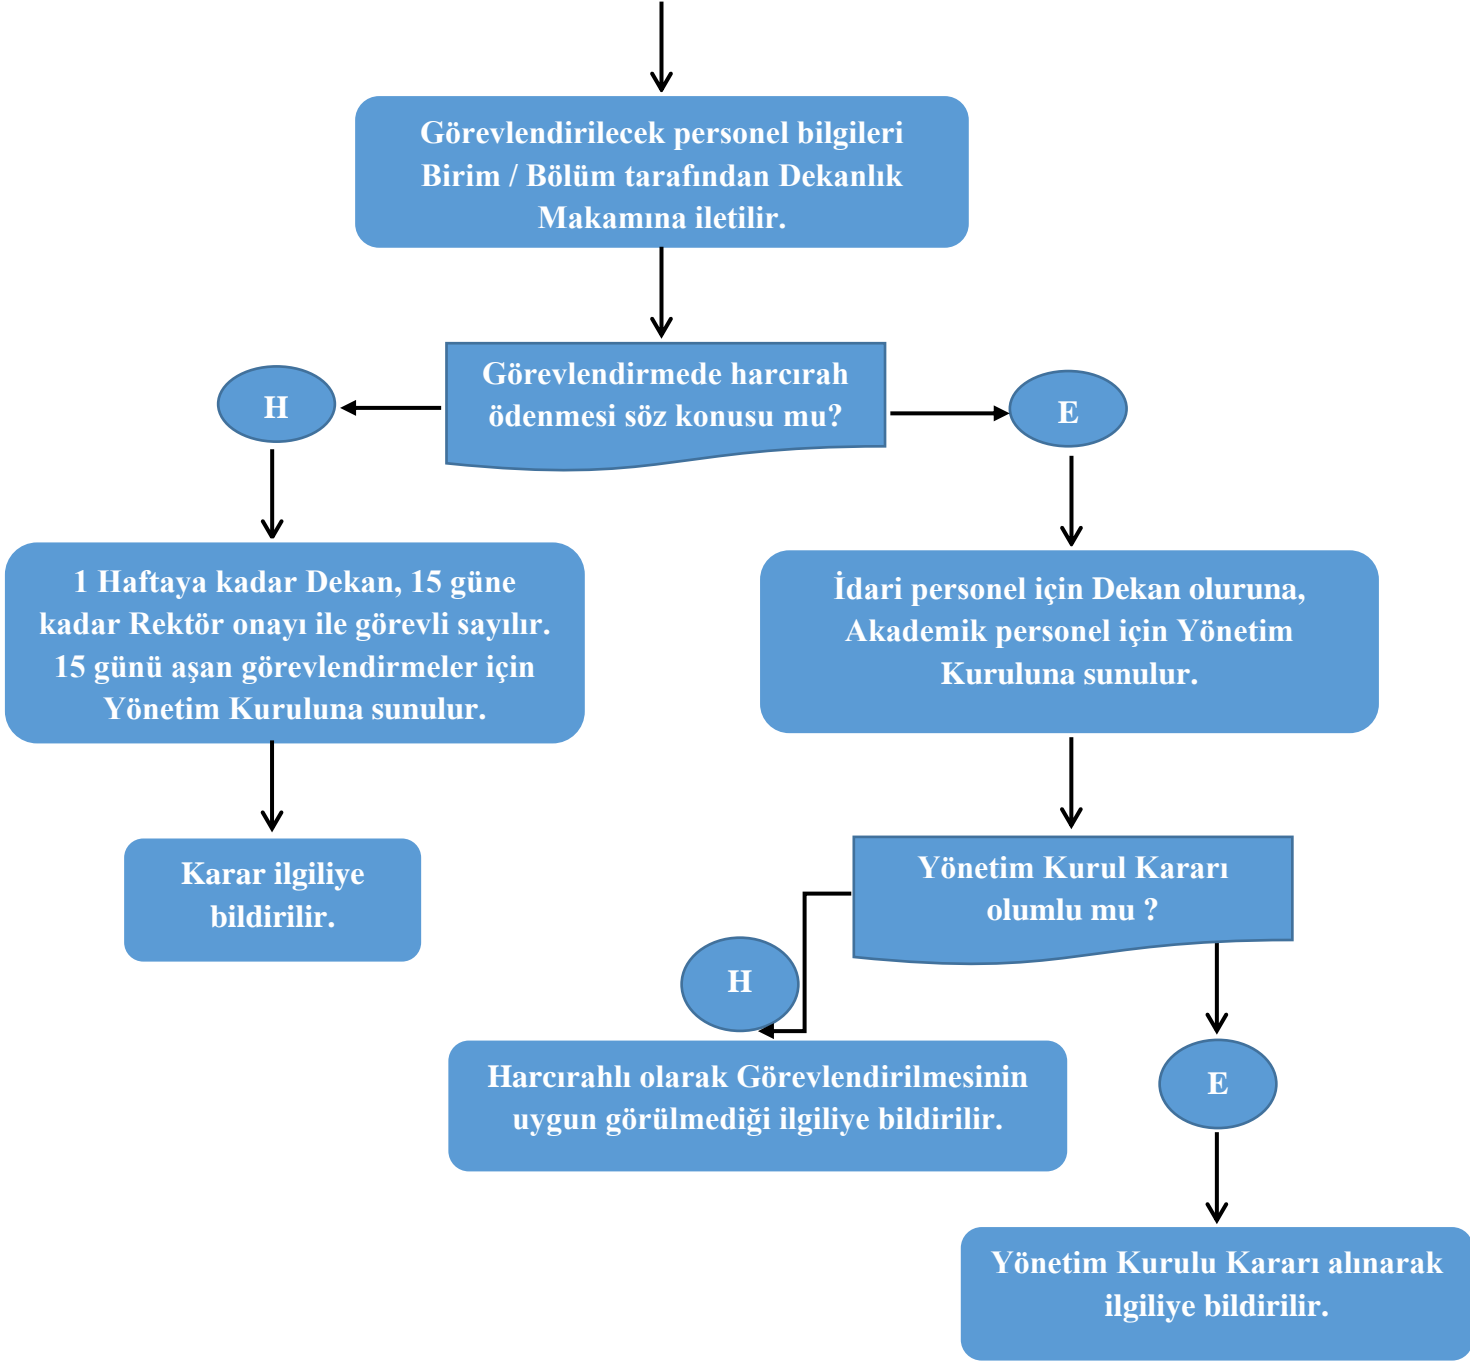 Görevlendirilecek personel bilgileri
Birim / Bölüm tarafından Dekanlık
Makamına iletilir.
Görevlendirmede harcırah
ödenmesi söz konusu mu?
H
E
1 Haftaya kadar Dekan, 15 güne
kadar Rektör onayı ile görevli sayılır.
15 günü aşan görevlendirmeler için
Yönetim Kuruluna sunulur.
İdari personel için Dekan oluruna,
Akademik personel için Yönetim
Kuruluna sunulur.
Karar ilgiliye
bildirilir.
Yönetim Kurul Kararı
olumlu mu ?
H
Harcırahlı olarak Görevlendirilmesinin
uygun görülmediği ilgiliye bildirilir.
E
Yönetim Kurulu Kararı alınarak
ilgiliye bildirilir.